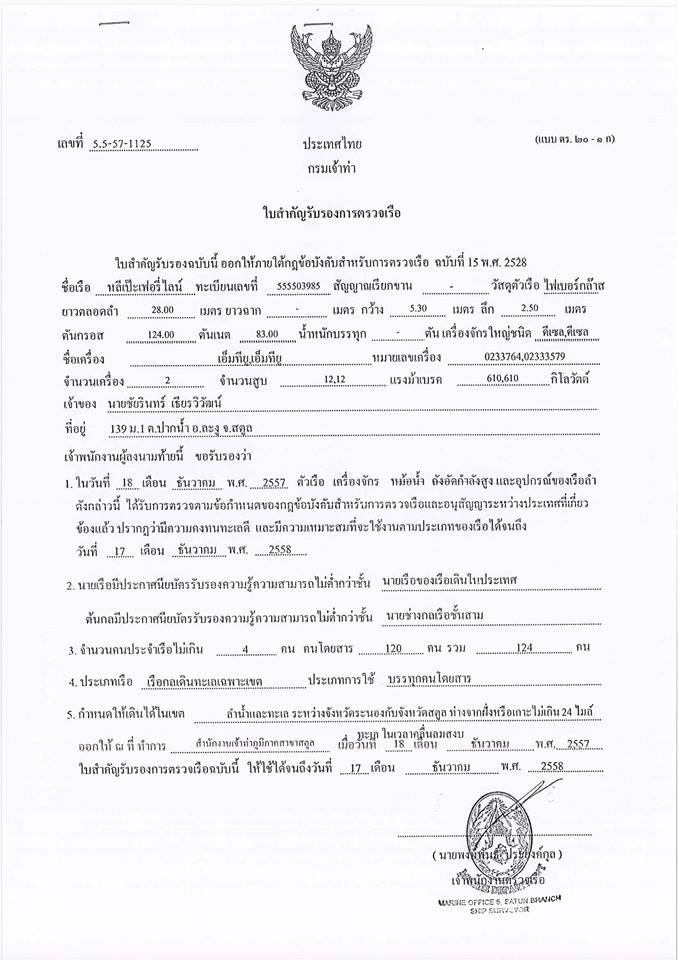 เลขที่ 5.5-57-1125
ประเทศไทย
(แบบ ตร. ๒๐ - ๑ ก)
กรมเจ้าท่า
ใบสำคัญรับรองการตรวจเรือ
ใบสำคัญรับรองฉบับนี้ ออกให้ภายใต้กฎข้อบังคับสำหรับการตรวจเรือ ฉบับที่ 15 พ.ศ. 2528
ชื่อเรือ หลีเป๊ะเฟอรี่ ไลน์ ทะเบียนเลขที่ 555503985 สัญญาณเรียกขาน - วัสดุตัวเรือ ไฟเบอร์กล๊าส
ยาวตลอดลำ 28.00 เมตร ยาวฉาก - เมตร กว้าง 5.30 เมตร ลึก 2.50 เมตร
ตันกรอส 124.00 ตันเนต 83.00 น้ำหนักบรรทุก - ตัน เครื่องจักรใหญ่ชนิด ดีเซล,ดีเซล
ชื่อเครื่อง เอ็มทียู,เอ็มทียู หมายเลขเครื่อง 0233764,02333579
จำนวนเครื่อง 2 จำนวนสูบ 12,12 แรงม้าเบรค 610,610 กิโลวัตต์
เจ้าของ นายชัยรินทร์ เธียรวิวัฒน์
ที่อยู่ 139 ม.1 ต.ปากน้ำ อ.ละงู จ.สตูล
เจ้าพนักงานผู้ลงนามท้ายนี้ ขอรับรองว่า
1. ในวันที่ 18 เดือน ธันวาคม พ.ศ. 2557 ตัวเรือ เครื่องจักร หม้อน้ำ ถังอัดกำลังสูง และอุปกรณ์ของเรือลำ
ดังกล่าวนี้ ได้รับการตรวจตามข้อกำหนดของกฎข้อบังคับสำหรับการตรวจเรือและอนุสัญญาระหว่างประเทศที่เกี่ยว
ข้องแล้ว ปรากฏว่ามีความคงทนทะเลดี และมีความเหมาะสมที่จะใช้งานตามประเภทของเรือได้จนถึง
วันที่ 17 เดือน ธันวาคม พ.ศ. 2558
2. นายเรือมีประกาศนียบัตรรับรองความรู้ความสามารถไม่ต่ำกว่าชั้น นายเรือของเรือเดินในประเทศ
ต้นกลมีประกาศนียบัตรรับรองความรู้ความสามารถไม่ต่ำกว่าชั้น นายช่างกลเรือชั้นสาม
3. จำนวนคนประจำเรือไม่เกิน 4 คน คนโดยสาร 120 คน รวม 124 คน
4. ประเภทเรือ เรือกลเดินทะเลเฉพาะเขต ประเภทการใช้ บรรทุกคนโดยสาร
5. กำหนดให้เดินได้ในเขต ลำน้ำและทะเล ระหว่างจังหวัดระนองกับจังหวัดสตูล ห่างจากฝั่งหรือเกาะไม่เกิน 24 ไมล์
ทะเล ในเวลาคลื่นลมสงบ
ออกให้ ณ ที่ ทำการ สำนักงานเจ้าท่าภูมิภาคสาขาสตูล เมื่อวันที่ 18 เดือน ธันวาคม พ.ศ. 2557
ใบสำคัญรับรองการตรวจเรือฉบับนี้ ให้ใช้ได้จนถึงวันที่ 17 เดือน ธันวาคม พ.ศ. 2558
เจ้าพนักงานตรวจเรือ
MARINE OFFICE 5, SATUN BRANCH
SHIP SURVEYOR